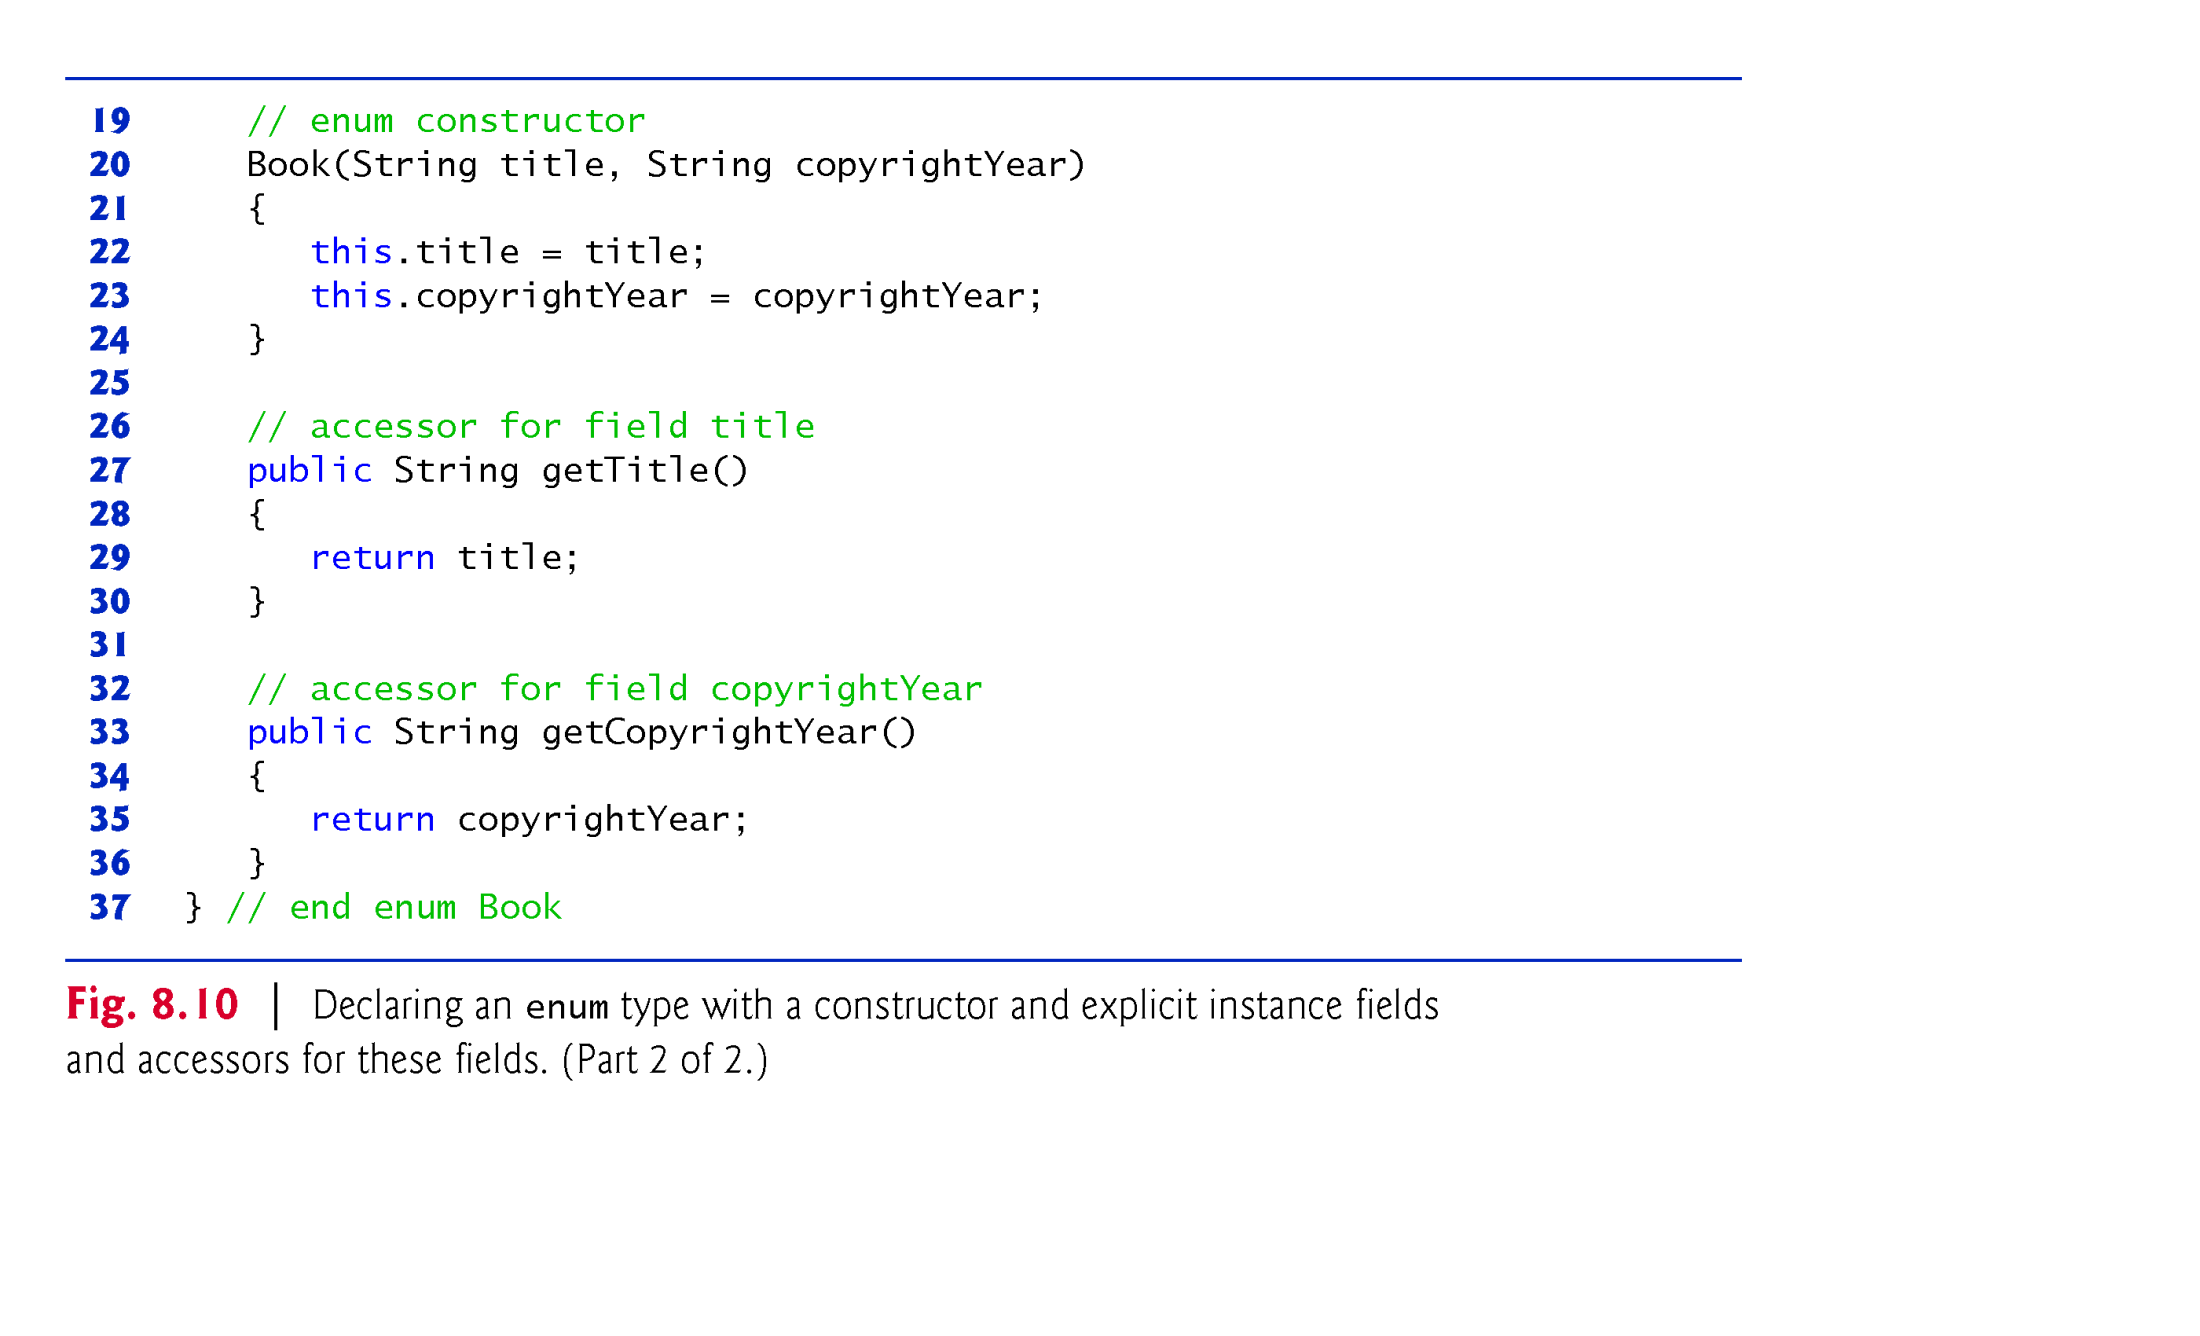 19 // enum constructor
20 Book(String title, String copyrightYear)
21 {
22 this.title = title;
23 this.copyrightYear = copyrightYear;
24 }
25
26 // accessor for field title
27 public String getTitle()
28 {
29 return title;
30 }
31
32 // accessor for field copyrightYear
33 public String getCopyrightYear()
34 {
35 return copyrightYear;
36 }
37 } // end enum Book
Fig. 8.10 | Declaring an enum type with a constructor and explicit instance fields
and accessors for these fields. (Part 2 of 2.)